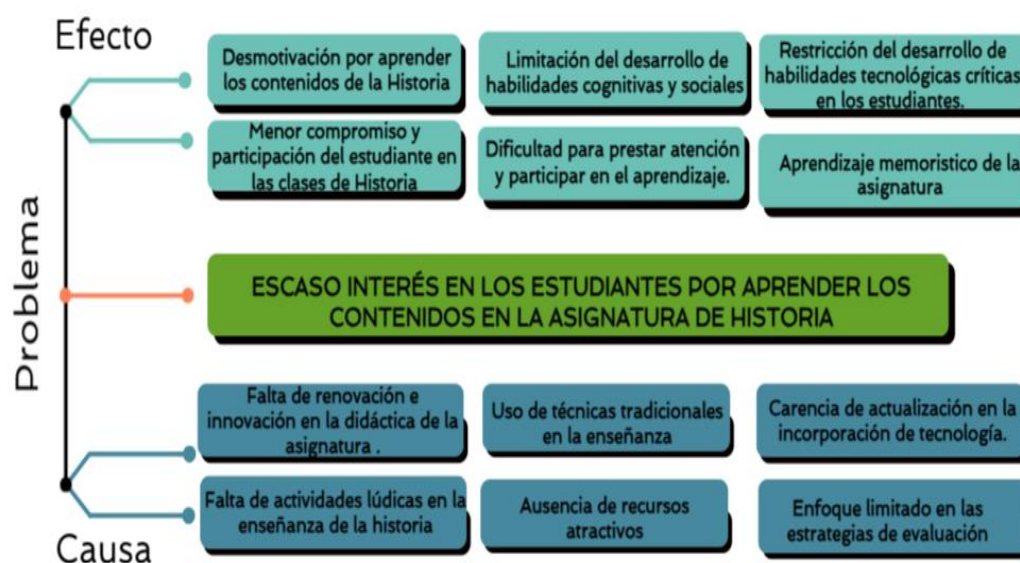 Efecto
Desmotivación por aprender
los contenidos de la Historia
Limitación del desarrollo de
habilidades cognitivas y sociales
Restricción del desarrollo de
habilidades tecnológicas críticas
en los estudiantes.
Menor compromiso y
participación del estudiante en
las clases de Historia
Dificultad para prestar atención
y participar en el aprendizaje.
Aprendizaje memoristico de la
asignatura
Problema
ESCASO INTERÉS EN LOS ESTUDIANTES POR APRENDER LOS
CONTENIDOS EN LA ASIGNATURA DE HISTORIA
Falta de renovación e
innovación en la didáctica de la
asignatura .
Uso de técnicas tradicionales
en la enseñanza
Carencia de actualización en la
incorporación de tecnología.
Falta de actividades lúdicas en la
enseñanza de la historia
Ausencia de recursos
atractivos
Enfoque limitado en las
estrategias de evaluación
Causa